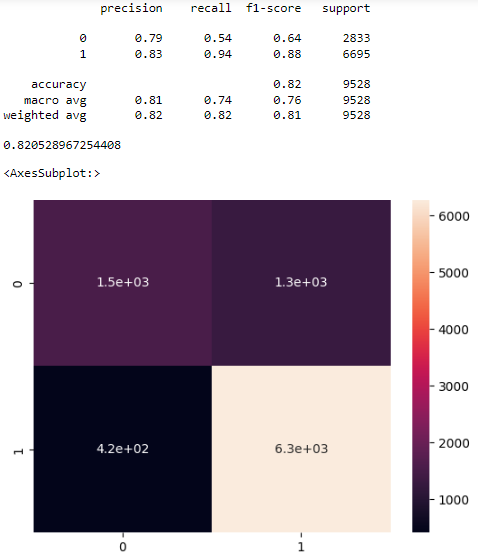 precision recall f1-score support
0 0.79 0.54 0.64 2833
1 0.83 0.94 0.88 6695
accuracy 0.82 9528
macro avg 0.81 0.74 0.76 9528
weighted avg 0.82 0.82 0.81 9528
0.820528967254408
<AxesSubplot:>
6000
0 1.5e+03 1.3e+03
5000
4000
3000
2000
1 4.2e+02 6.3e+03
1000
0 1